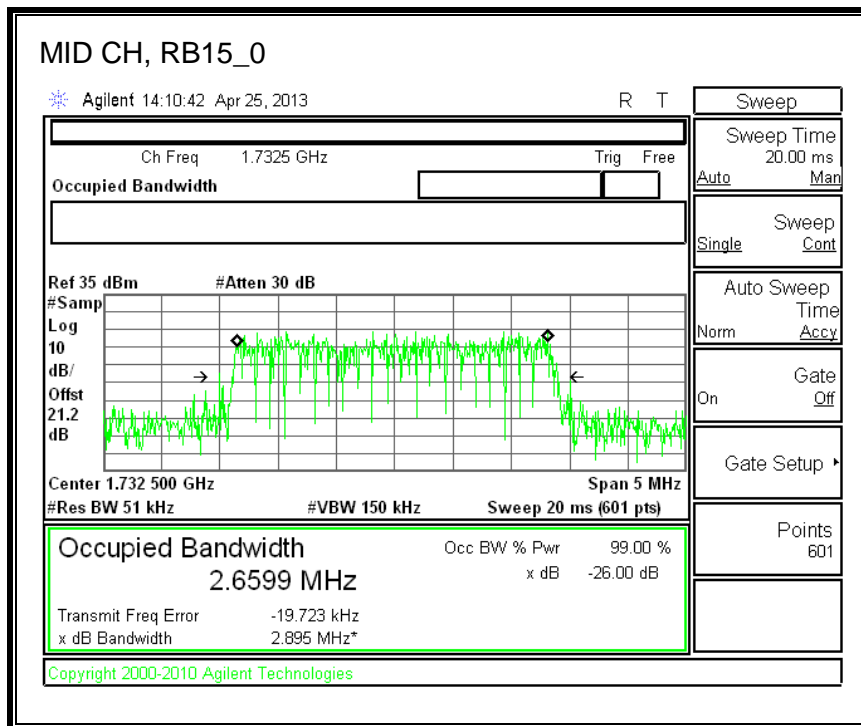 MID CH, RB15_0
Agilent 14:10:42 Apr 25, 2013 R T
Ch Freq 1.7325 GHz Trig Free
Occupied Bandwidth
Ref 35 dBm #Atten 30 dB
#Samp
Log
10
dB/
Offst
21.2
dB
Center 1.732 500 GHz Span 5 MHz
#Res BW 51 kHz #VBW 150 kHz Sweep 20 ms (601 pts)
Occupied Bandwidth
2.6599 MHz
Occ BW % Pwr 99.00 %
x dB -26.00 dB
Transmit Freq Error -19.723 kHz
x dB Bandwidth 2.895 MHz*
Copyright 2000-2010 Agilent Technologies
Sweep
Sweep Time
20.00 ms
Auto Man
Sweep
Single Cont
Auto Sweep
Time
Norm Accy
Gate
On Off
Gate Setup
Points
601